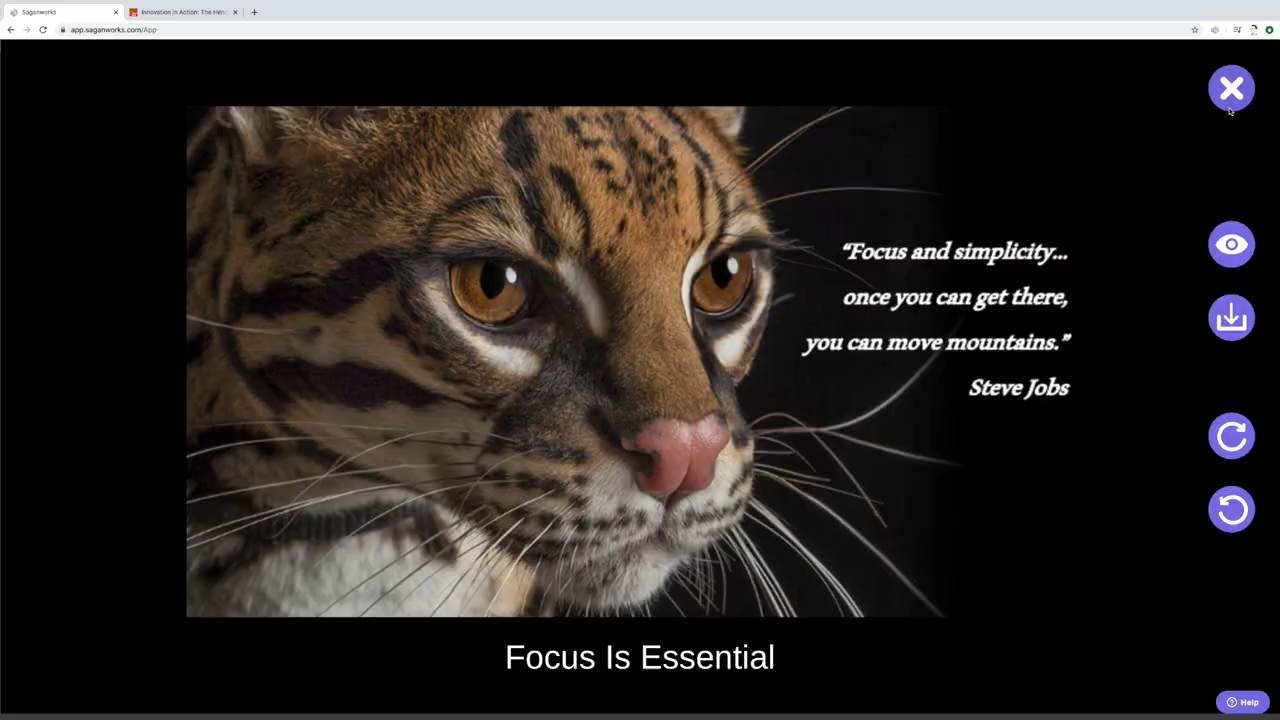 Saganworks
Innovation in Action: The Henr
app.saganworks.com/App
“Focus and simplicity...
once you can get there,
you can move mountains.”
Steve Jobs
Focus Is Essential
Help